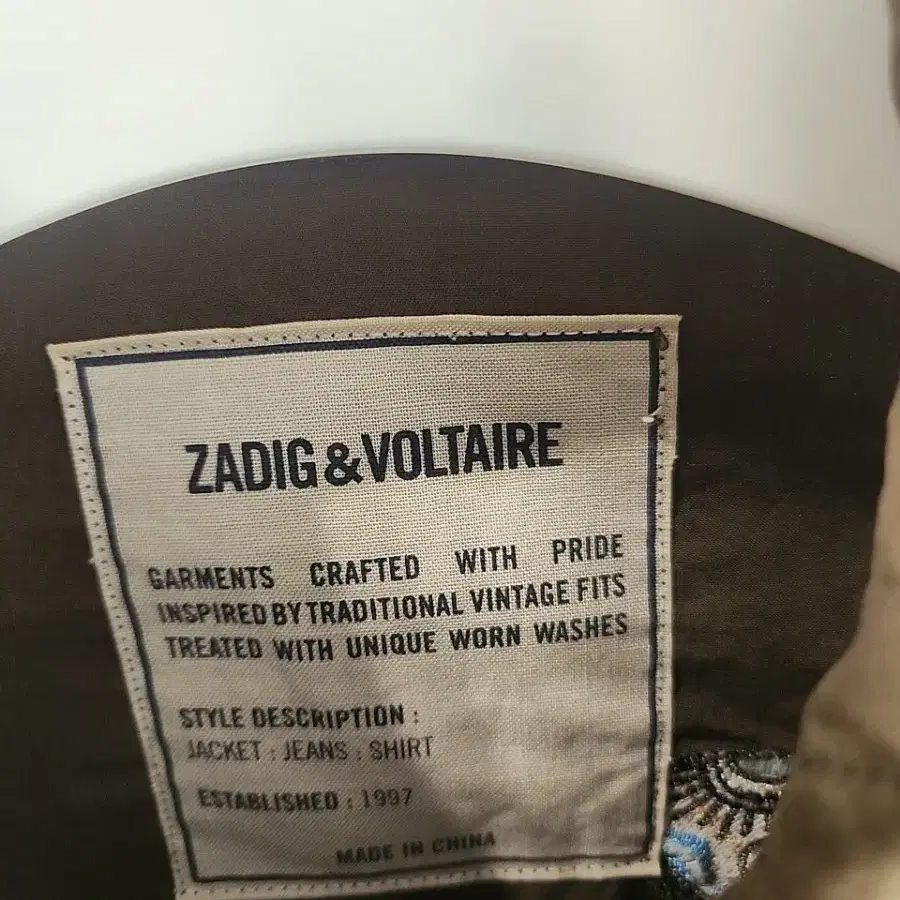 ZADIG & VOLTAIRE
GARMENTS CRAFTED WITH PRIDE
INSPIRED BY TRADITIONAL VINTAGE FITS
TREATED WITH UNIQUE WORN WASHES
STYLE DESCRIPTION :
JACKET : JEANS : SHIRT
ESTABLISHED : 1997
MADE IN CHINA